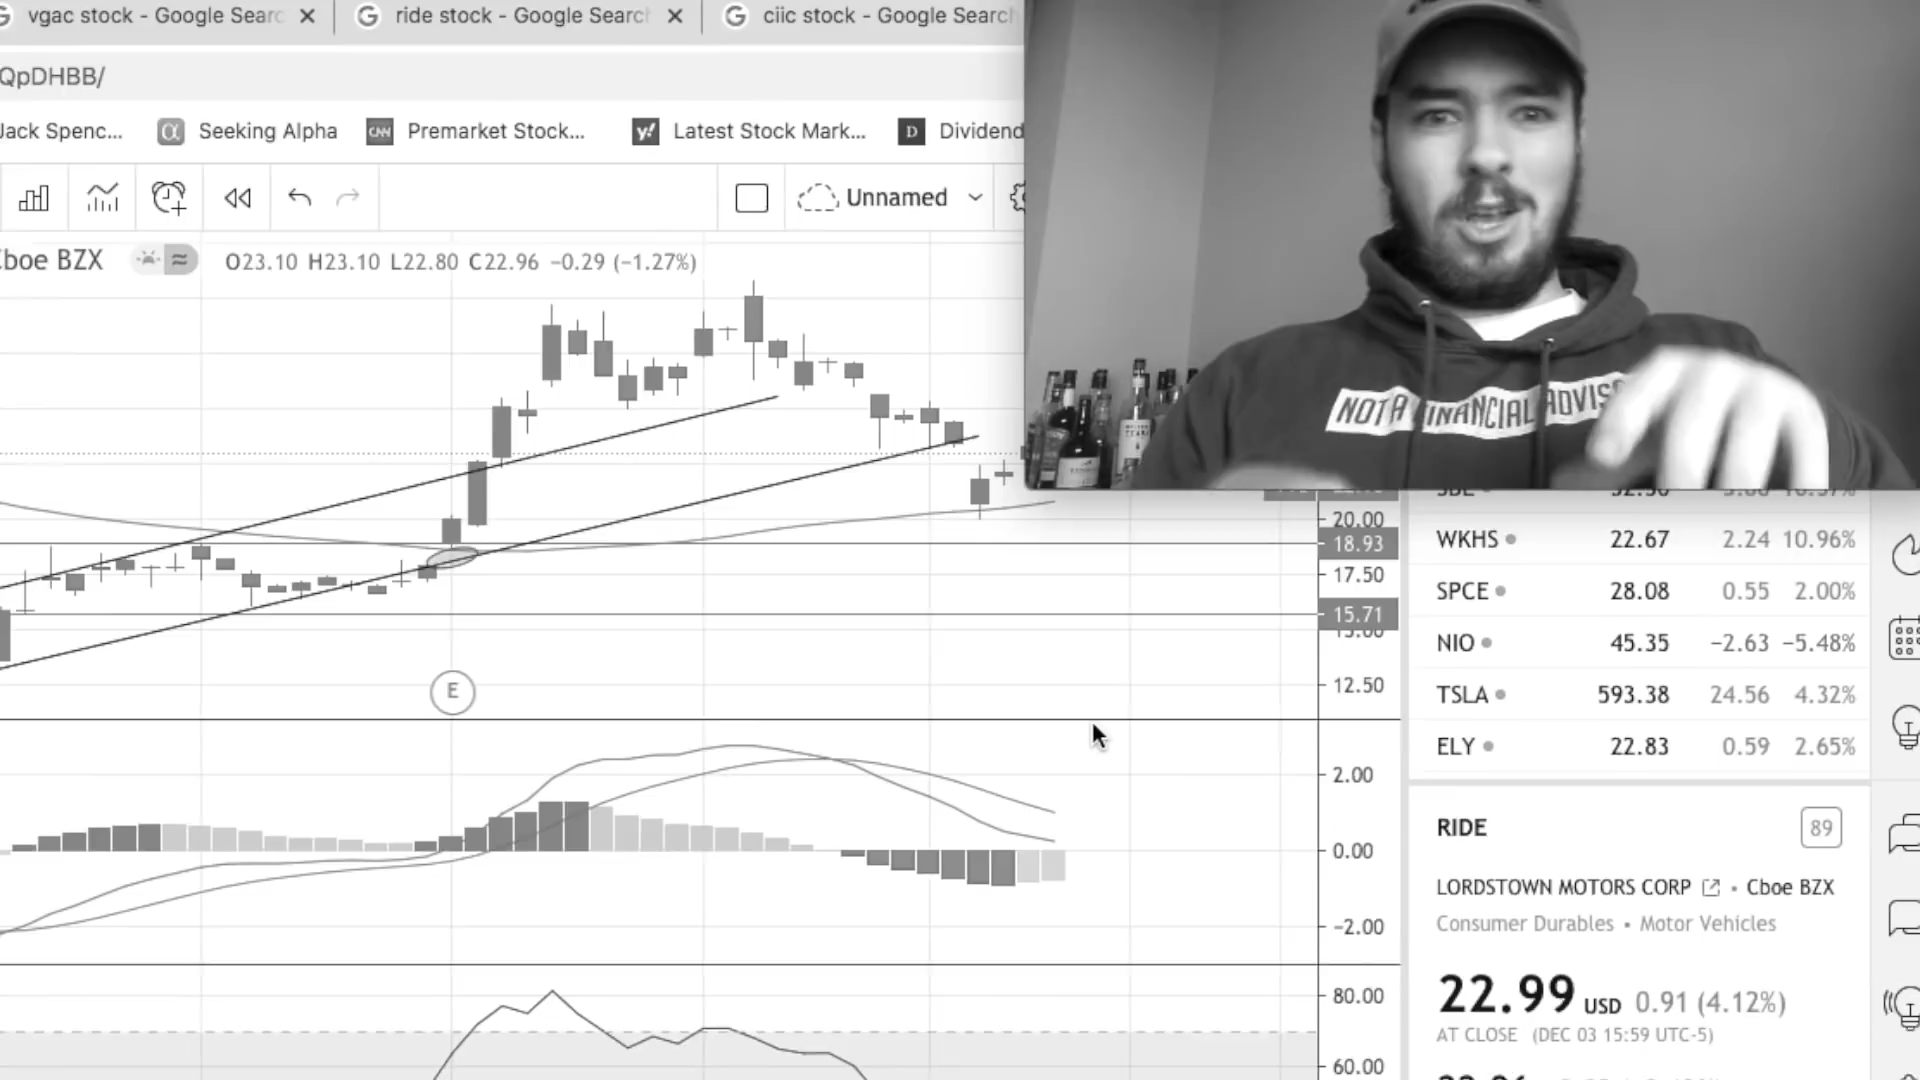 vgac stock - Google Searc
ride stock - Google Search
ciic stock - Google Search
QpDHBB/
Jack Spenc...
Seeking Alpha
CNN Premarket Stock...
y! Latest Stock Mark...
D Dividend
Unnamed
Cboe BZX
O23.10 H23.10 L22.80 C22.96 −0.29 (−1.27%)
NOT A FINANCIAL ADVIS
20.00
18.93
17.50
15.71
15.00
12.50
E
2.00
0.00
−2.00
80.00
60.00
WKHS 22.67 2.24 10.96%
SPCE 28.08 0.55 2.00%
NIO 45.35 −2.63 −5.48%
TSLA 593.38 24.56 4.32%
ELY 22.83 0.59 2.65%
RIDE 89
LORDSTOWN MOTORS CORP • Cboe BZX
Consumer Durables • Motor Vehicles
22.99 USD 0.91 (4.12%)
AT CLOSE (DEC 03 15:59 UTC-5)